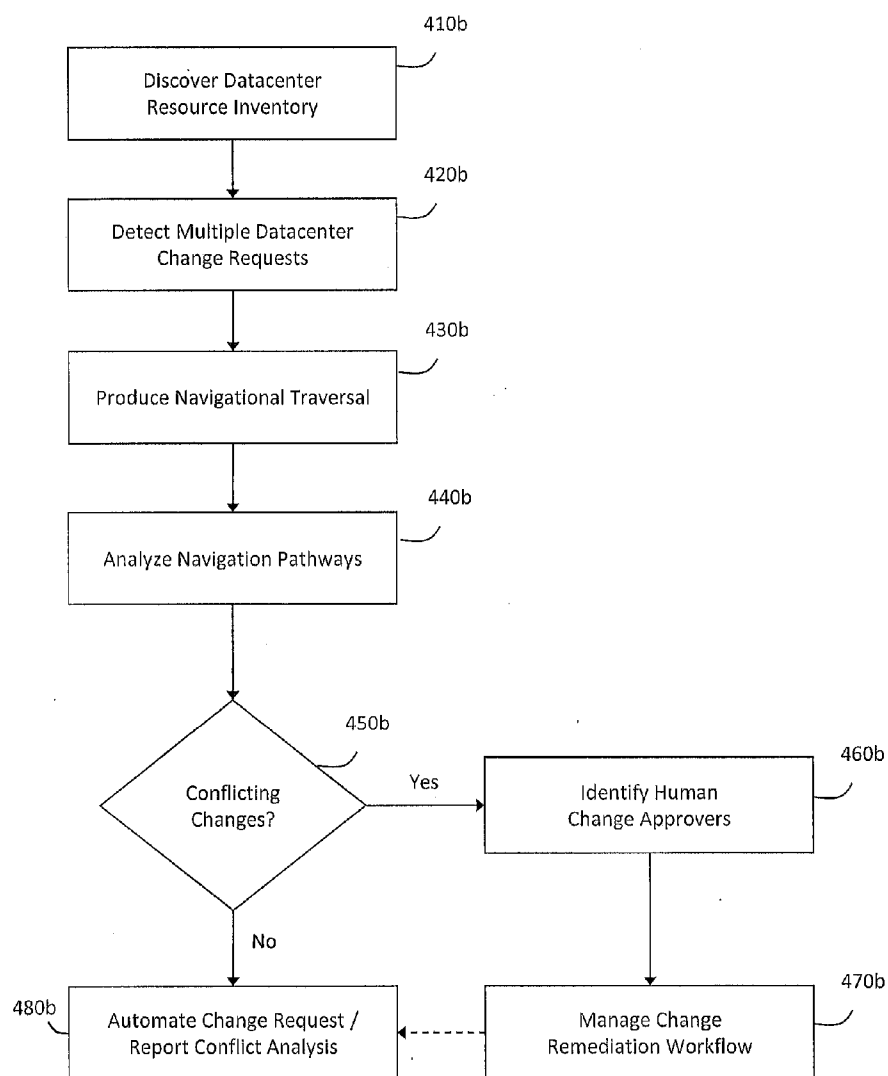 410b
Discover Datacenter
Resource Inventory
420b
Detect Multiple Datacenter
Change Requests
430b
Produce Navigational Traversal
440b
Analyze Navigation Pathways
450b
Conflicting
Changes?
Yes
460b
Identify Human
Change Approvers
No
480b
Automate Change Request /
Report Conflict Analysis
470b
Manage Change
Remediation Workflow